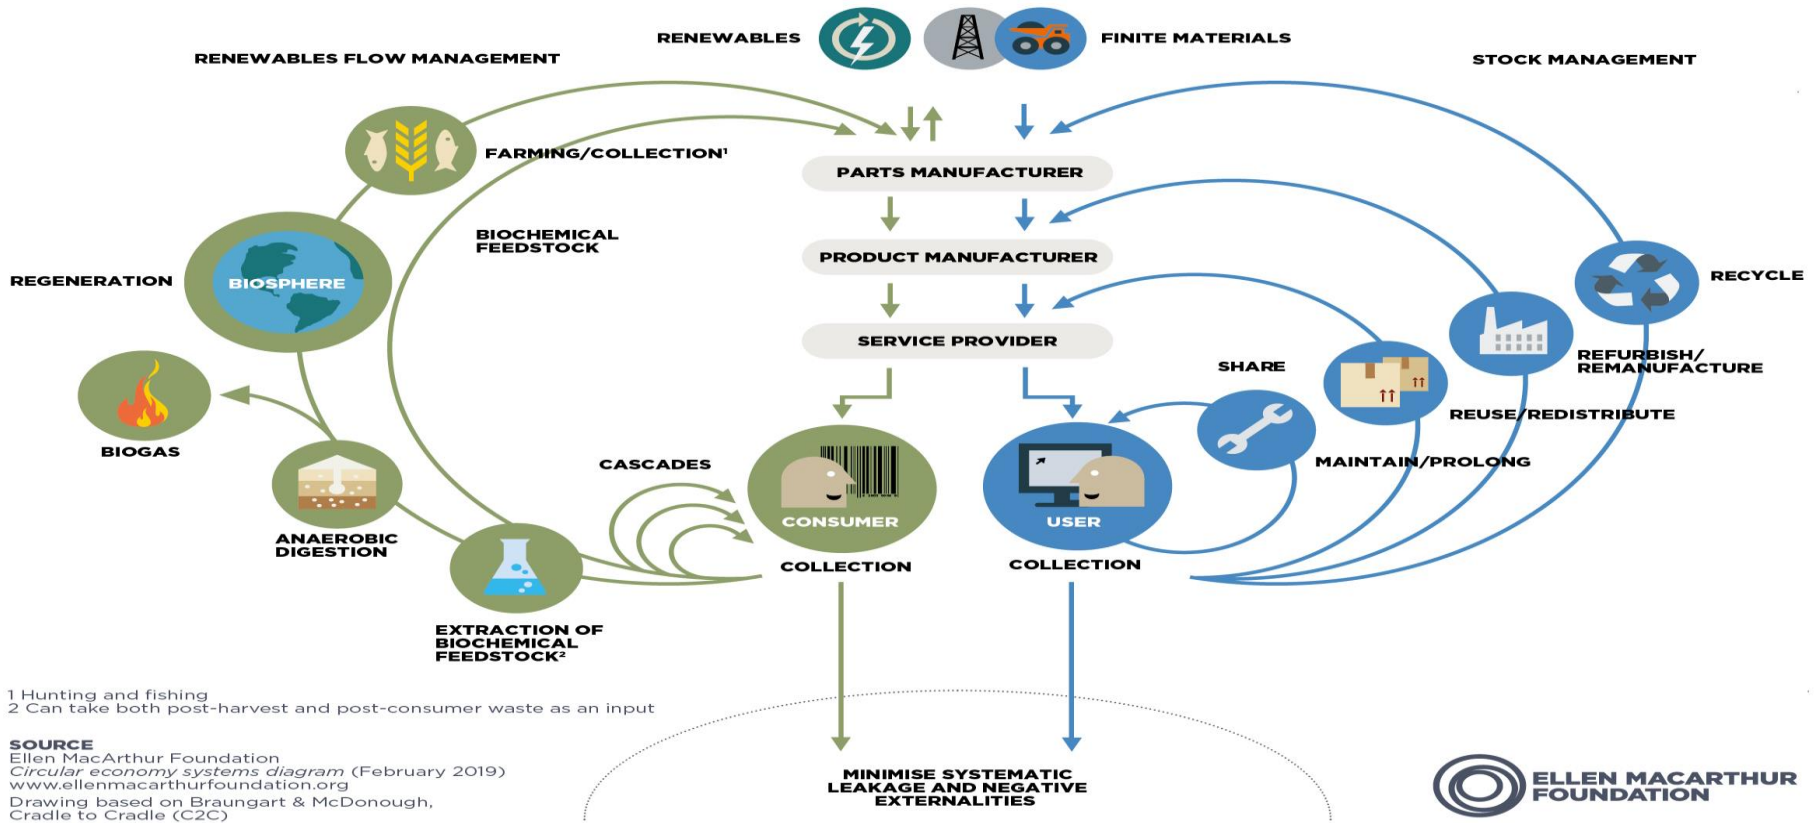 RENEWABLES
FINITE MATERIALS
RENEWABLES FLOW MANAGEMENT
STOCK MANAGEMENT
FARMING/COLLECTION¹
PARTS MANUFACTURER
BIOCHEMICAL
FEEDSTOCK
PRODUCT MANUFACTURER
REGENERATION
BIOSPHERE
RECYCLE
SERVICE PROVIDER
REFURBISH/
REMANUFACTURE
SHARE
REUSE/REDISTRIBUTE
BIOGAS
CASCADES
MAINTAIN/PROLONG
CONSUMER
USER
ANAEROBIC
DIGESTION
COLLECTION
COLLECTION
EXTRACTION OF
BIOCHEMICAL
FEEDSTOCK²
1 Hunting and fishing
2 Can take both post-harvest and post-consumer waste as an input
SOURCE
Ellen MacArthur Foundation
Circular economy systems diagram (February 2019)
www.ellenmacarthurfoundation.org
Drawing based on Braungart & McDonough,
Cradle to Cradle (C2C)
MINIMISE SYSTEMATIC
LEAKAGE AND NEGATIVE
EXTERNALITIES
ELLEN MACARTHUR
FOUNDATION